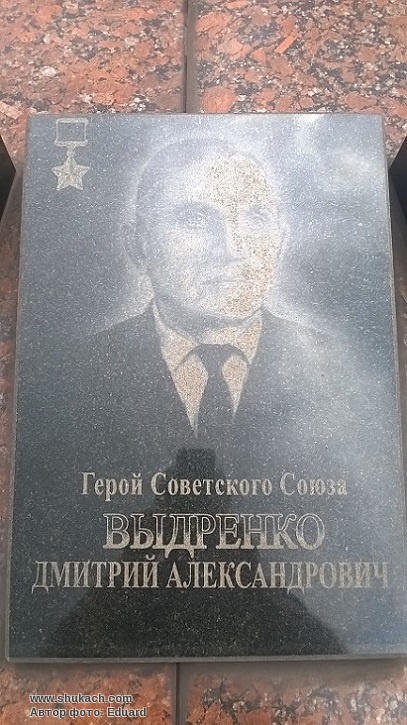 Герой Советского Союза
ВЫДРЕНКО
ДМИТРИЙ АЛЕКСАНДРОВИЧ
www.shukach.com
Автор фото: Eduard